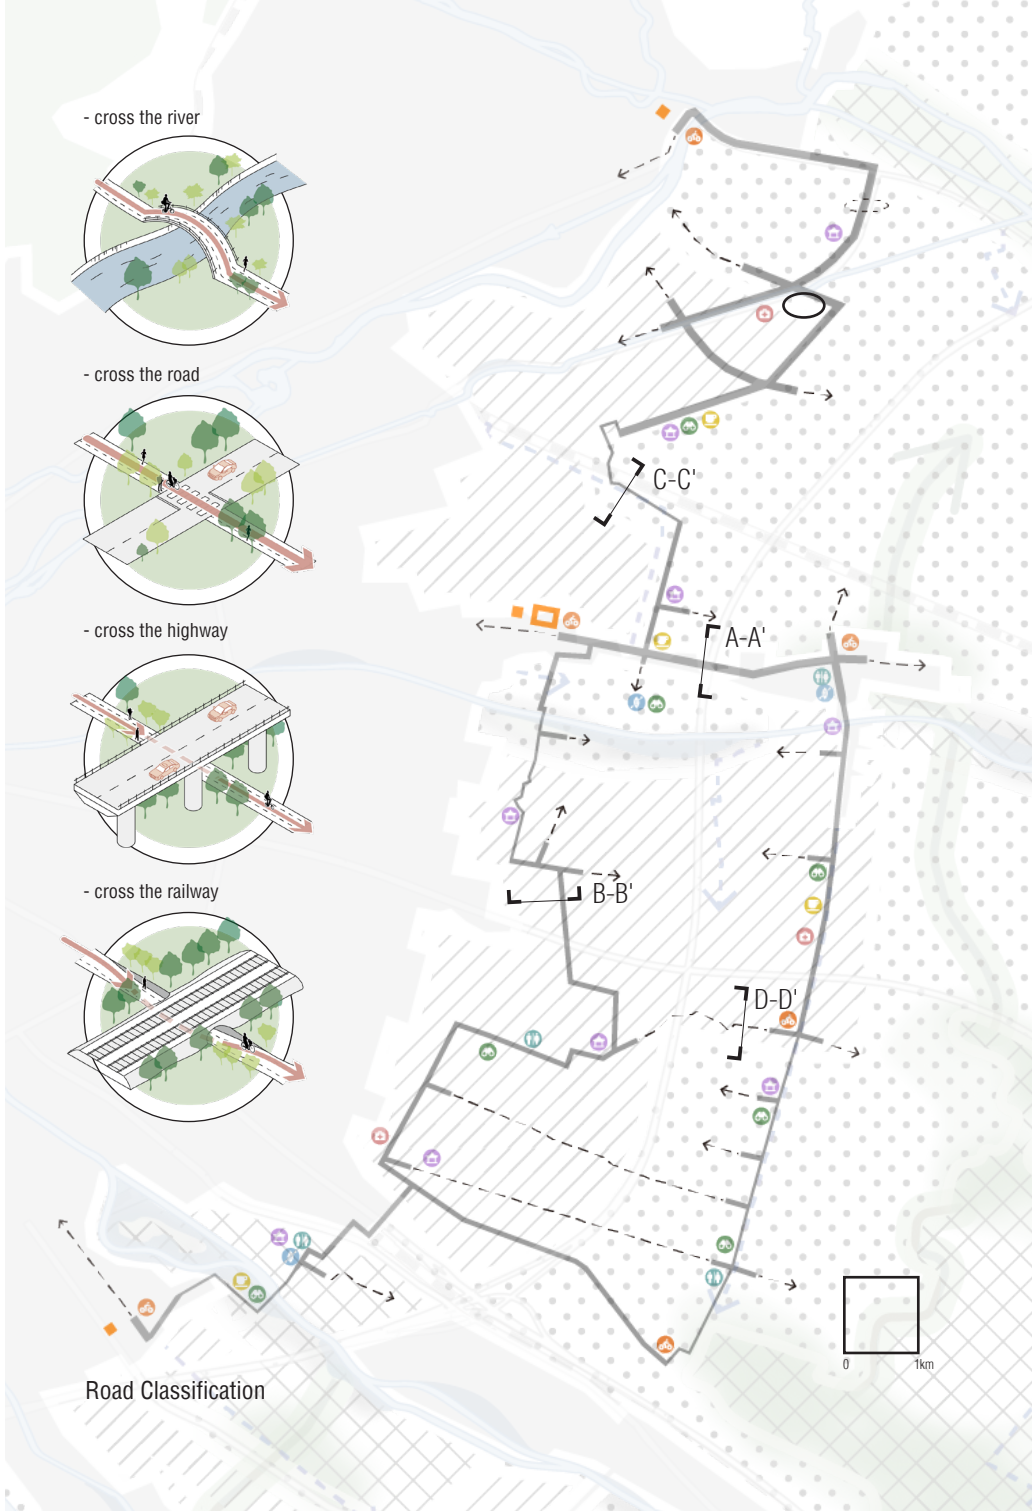 - cross the river
- cross the road
C-C'
- cross the highway
A-A'
- cross the railway
B-B'
D-D'
0
1km
Road Classification